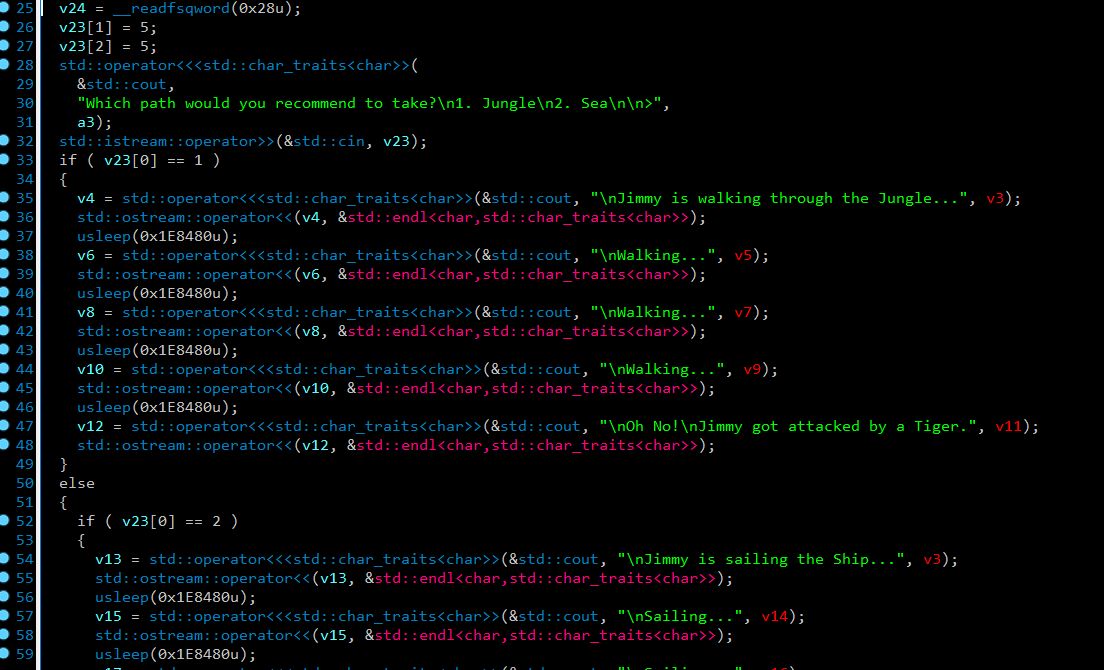 25 v24 = __readfsqword(0x28u);
26 v23[1] = 5;
27 v23[2] = 5;
28 std::operator<<<std::char_traits<char>>(
29 &std::cout,
30 "Which path would you recommend to take?\n1. Jungle\n2. Sea\n\n>",
31 a3);
32 std::istream::operator>>(&std::cin, v23);
33 if ( v23[0] == 1 )
34 {
35 v4 = std::operator<<<std::char_traits<char>>(&std::cout, "\nJimmy is walking through the Jungle...", v3);
36 std::ostream::operator<<(v4, &std::endl<char,std::char_traits<char>>);
37 usleep(0x1E8480u);
38 v6 = std::operator<<<std::char_traits<char>>(&std::cout, "\nWalking...", v5);
39 std::ostream::operator<<(v6, &std::endl<char,std::char_traits<char>>);
40 usleep(0x1E8480u);
41 v8 = std::operator<<<std::char_traits<char>>(&std::cout, "\nWalking...", v7);
42 std::ostream::operator<<(v8, &std::endl<char,std::char_traits<char>>);
43 usleep(0x1E8480u);
44 v10 = std::operator<<<std::char_traits<char>>(&std::cout, "\nWalking...", v9);
45 std::ostream::operator<<(v10, &std::endl<char,std::char_traits<char>>);
46 usleep(0x1E8480u);
47 v12 = std::operator<<<std::char_traits<char>>(&std::cout, "\nOh No!\nJimmy got attacked by a Tiger.", v11);
48 std::ostream::operator<<(v12, &std::endl<char,std::char_traits<char>>);
49 }
50 else
51 {
52 if ( v23[0] == 2 )
53 {
54 v13 = std::operator<<<std::char_traits<char>>(&std::cout, "\nJimmy is sailing the Ship...", v3);
55 std::ostream::operator<<(v13, &std::endl<char,std::char_traits<char>>);
56 usleep(0x1E8480u);
57 v15 = std::operator<<<std::char_traits<char>>(&std::cout, "\nSailing...", v14);
58 std::ostream::operator<<(v15, &std::endl<char,std::char_traits<char>>);
59 usleep(0x1E8480u);